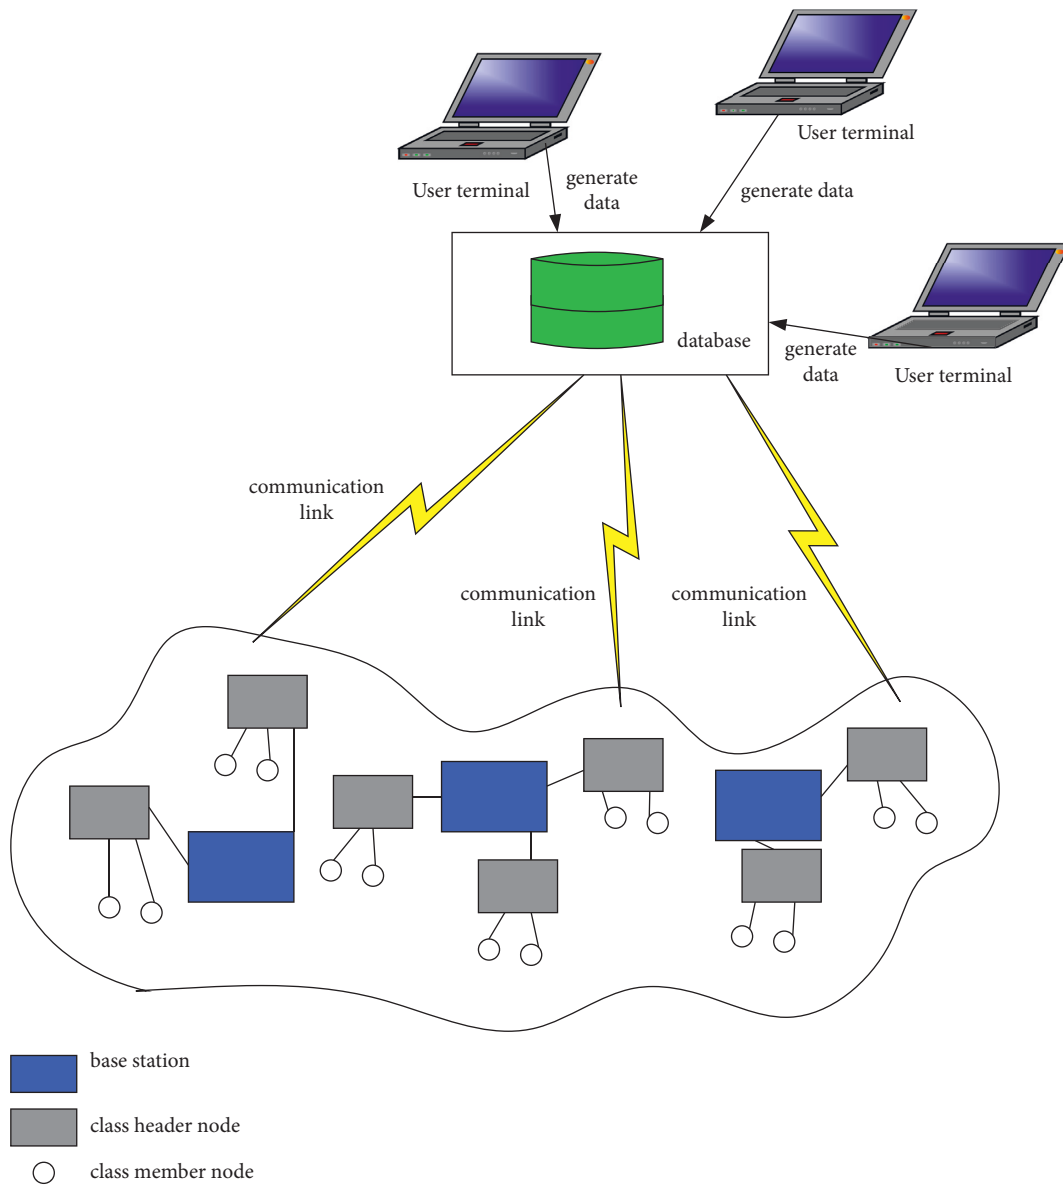 User terminal
User terminal
generate
data
generate data
database
generate
data
User terminal
communication
link
communication
link
communication
link
base station
class header node
class member node